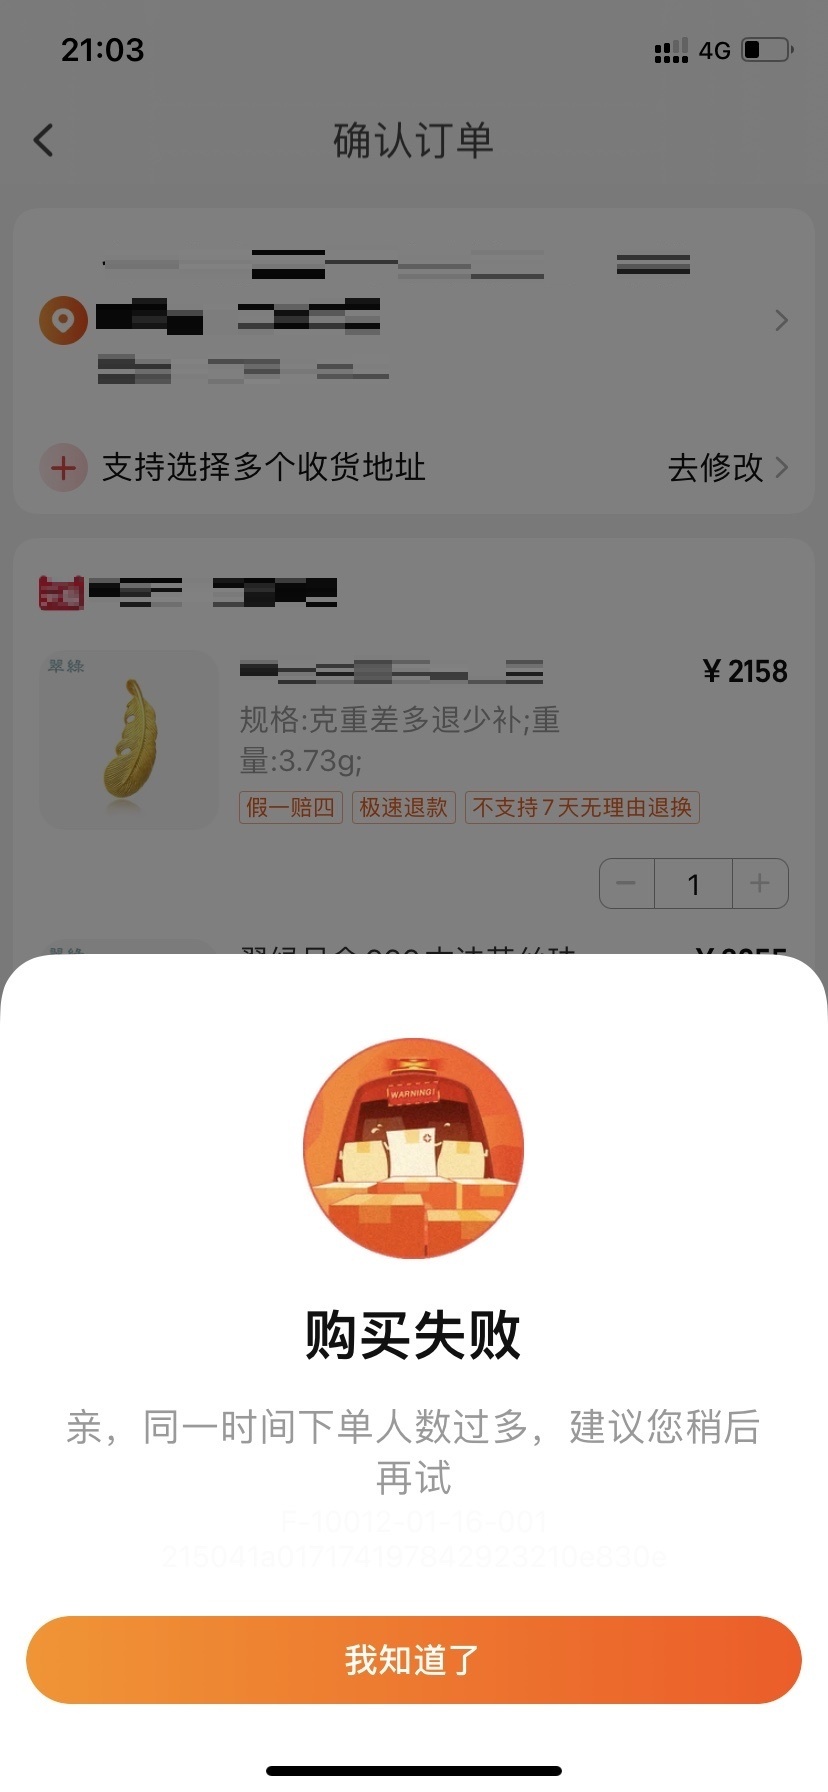 21:03
4G
确认订单
支持选择多个收货地址
去修改
翠綠
¥2158
规格:克重差多退少补;重
量:3.73g;
假一赔四
极速退款
不支持7天无理由退换
1
WARNING!
购买失败
亲，同一时间下单人数过多，建议您稍后
再试
F-10012-01-16-001
我知道了